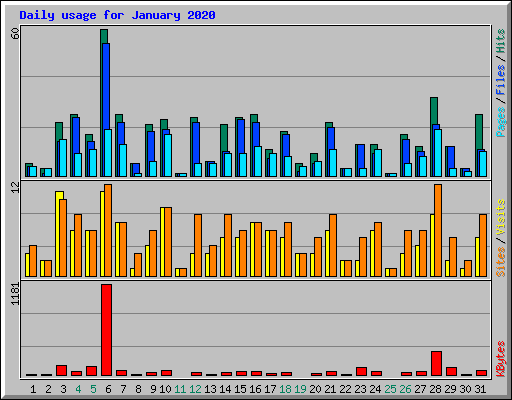 Daily usage for January 2020
60
Pages / Files / Hits
12
Sites / Visits
1181
KBytes
1 2 3 4 5 6 7 8 9 10 11 12 13 14 15 16 17 18 19 20 21 22 23 24 25 26 27 28 29 30 31